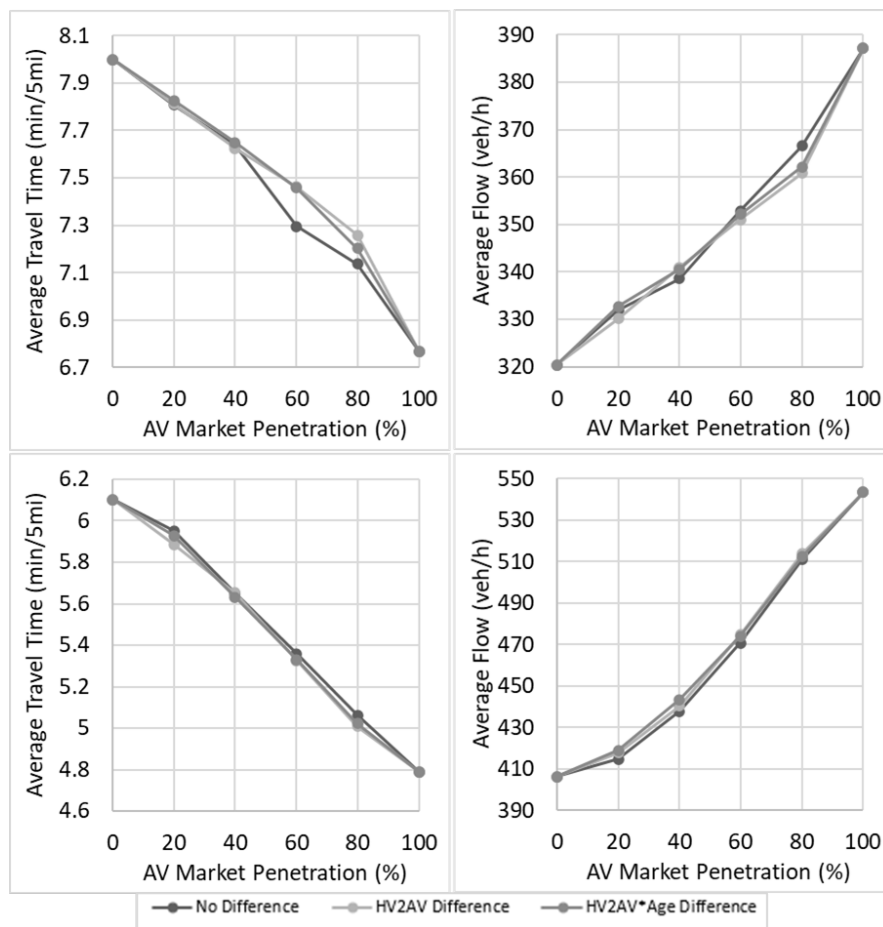 Average Travel Time (min/5mi)
8.1
7.9
7.7
7.5
7.3
7.1
6.9
6.7
0 20 40 60 80 100
AV Market Penetration (%)
Average Flow (veh/h)
390
380
370
360
350
340
330
320
0 20 40 60 80 100
AV Market Penetration (%)
Average Travel Time (min/5mi)
6.2
6
5.8
5.6
5.4
5.2
5
4.8
4.6
0 20 40 60 80 100
AV Market Penetration (%)
Average Flow (veh/h)
550
530
510
490
470
450
430
410
390
0 20 40 60 80 100
AV Market Penetration (%)
No Difference HV2AV Difference HV2AV*Age Difference